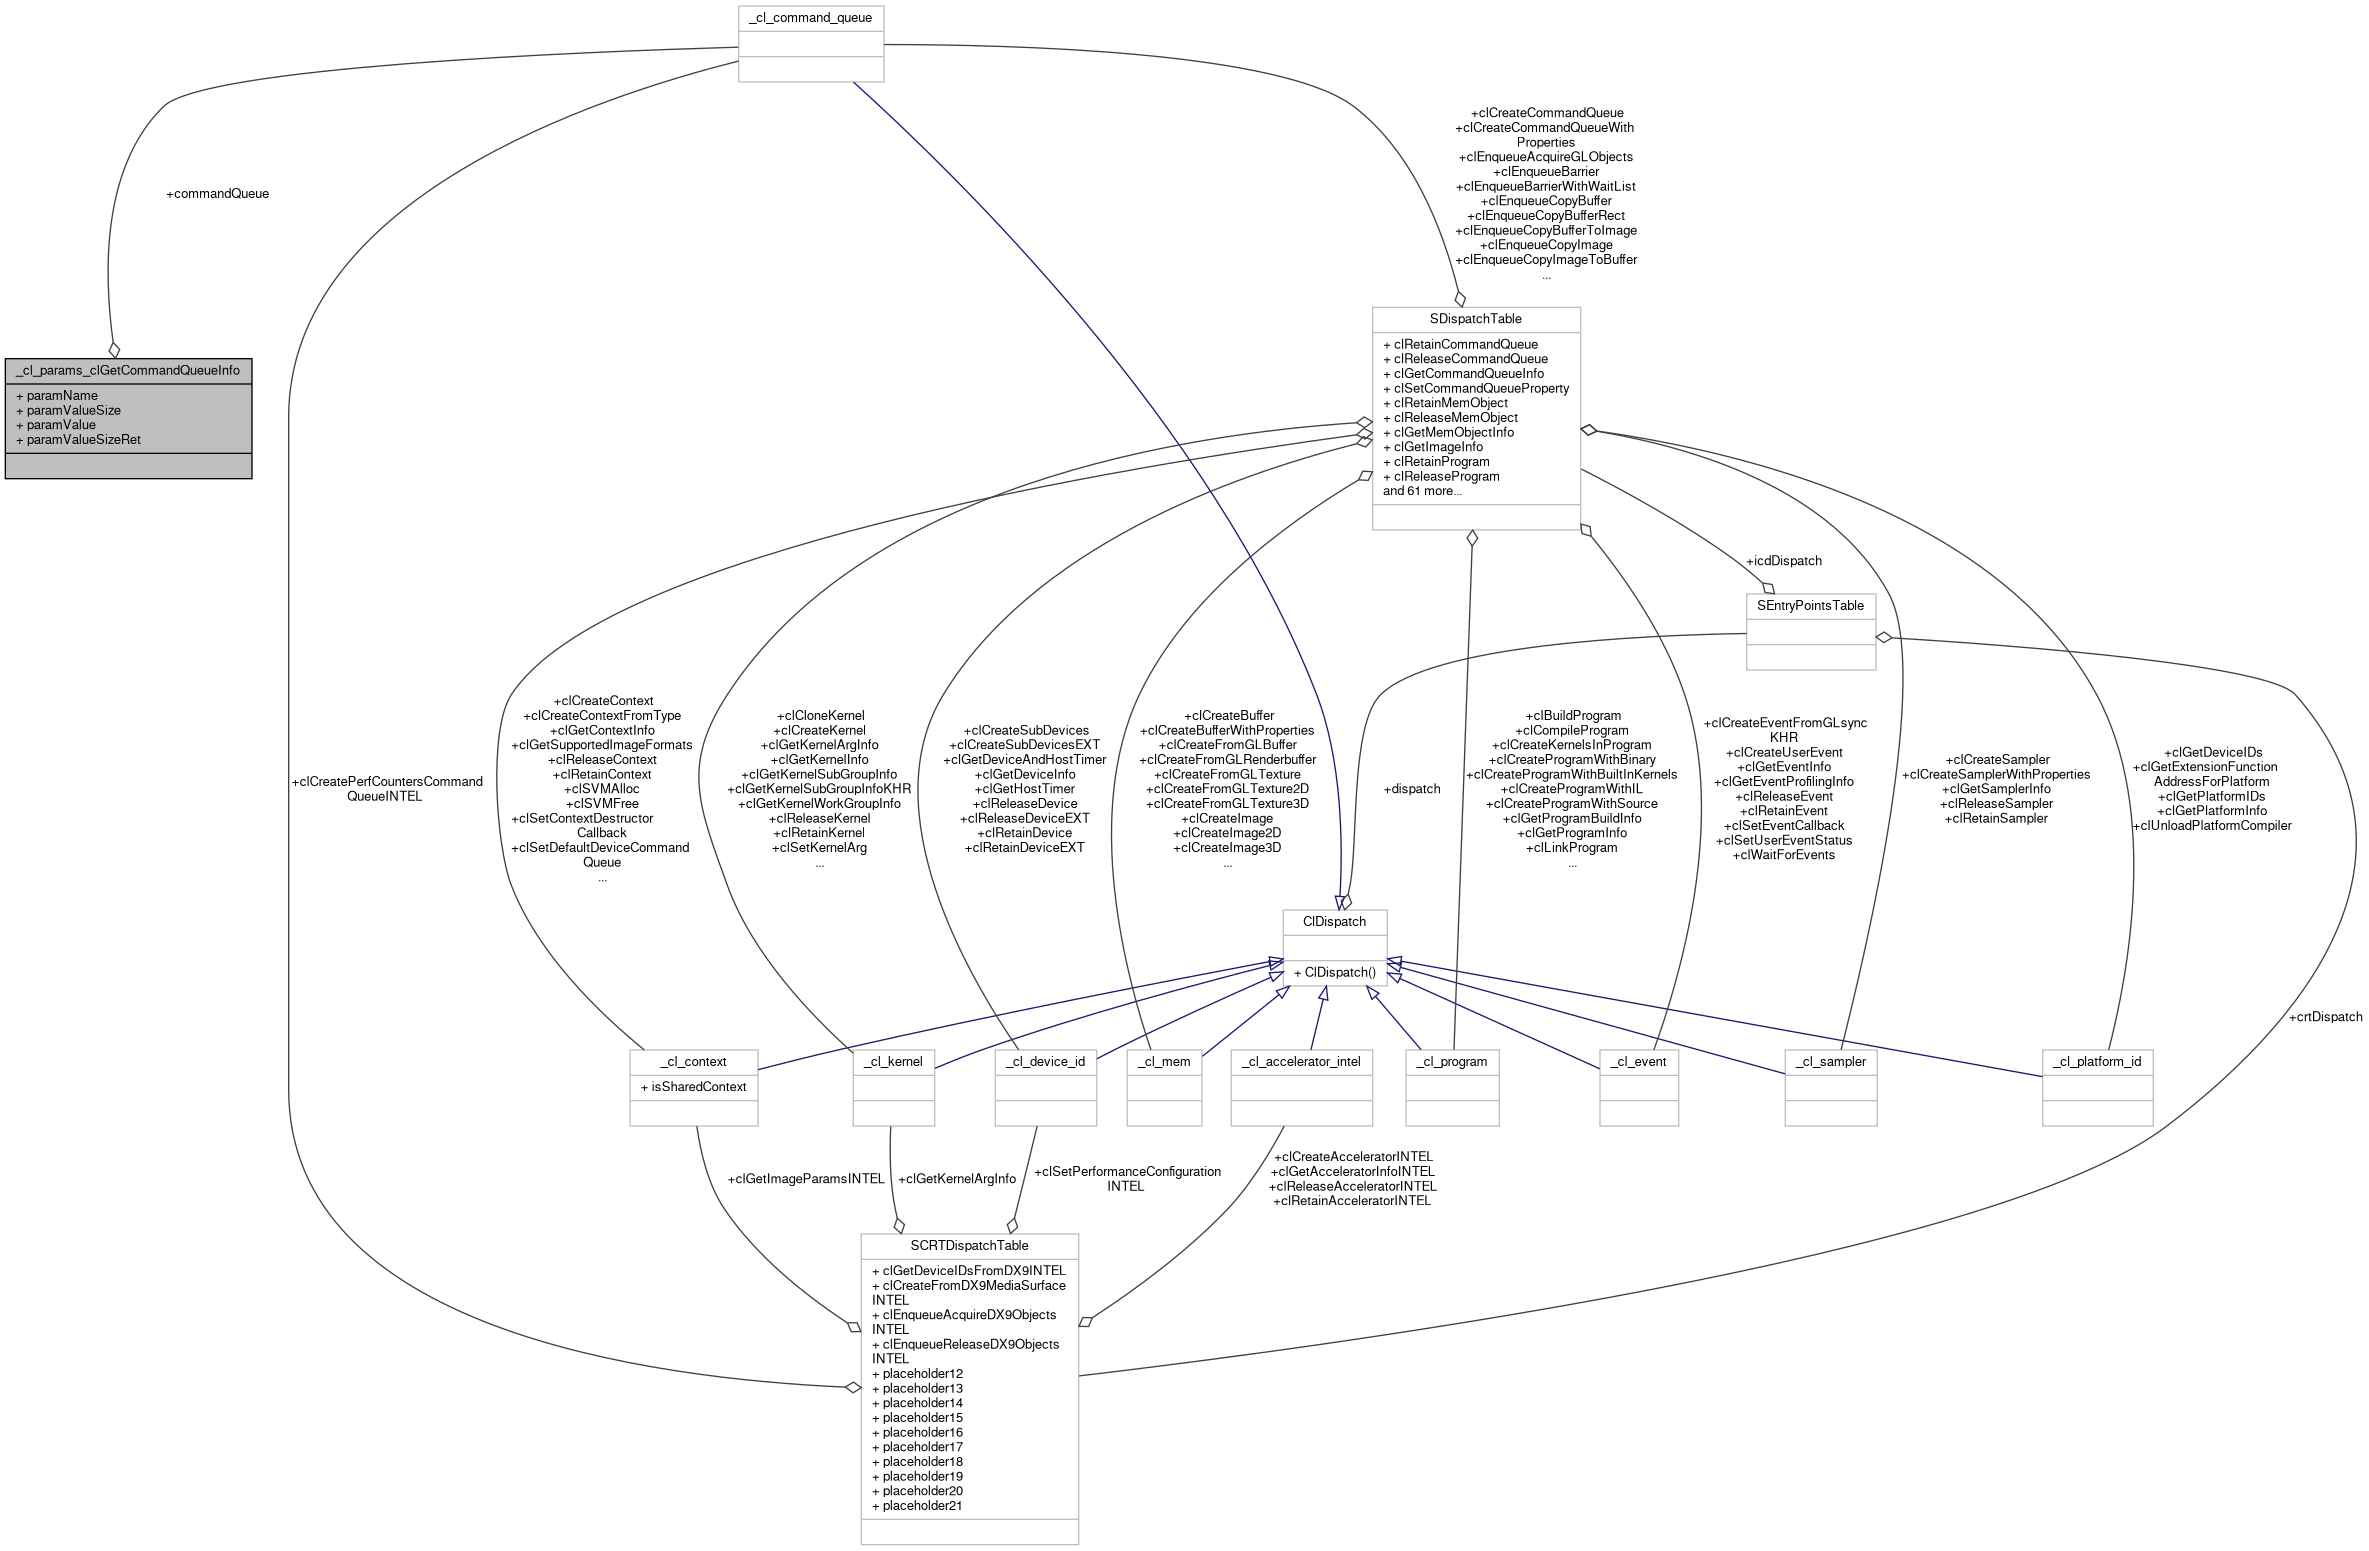 _cl_command_queue
+clCreateCommandQueue
+clCreateCommandQueueWith
Properties
+clEnqueueAcquireGLObjects
+clEnqueueBarrier
+clEnqueueBarrierWithWaitList
+clEnqueueCopyBuffer
+clEnqueueCopyBufferRect
+clEnqueueCopyBufferToImage
+clEnqueueCopyImage
+clEnqueueCopyImageToBuffer
...
+commandQueue
_cl_params_clGetCommandQueueInfo
+ paramName
+ paramValueSize
+ paramValue
+ paramValueSizeRet
SDispatchTable
+ clRetainCommandQueue
+ clReleaseCommandQueue
+ clGetCommandQueueInfo
+ clSetCommandQueueProperty
+ clRetainMemObject
+ clReleaseMemObject
+ clGetMemObjectInfo
+ clGetImageInfo
+ clRetainProgram
+ clReleaseProgram
and 61 more...
+icdDispatch
SEntryPointsTable
+clCreatePerfCountersCommand
QueueINTEL
+clCreateContext
+clCreateContextFromType
+clGetContextInfo
+clGetSupportedImageFormats
+clReleaseContext
+clRetainContext
+clSVMAlloc
+clSVMFree
+clSetContextDestructor
Callback
+clSetDefaultDeviceCommand
Queue
...
+clCloneKernel
+clCreateKernel
+clGetKernelArgInfo
+clGetKernelInfo
+clGetKernelSubGroupInfo
+clGetKernelSubGroupInfoKHR
+clGetKernelWorkGroupInfo
+clReleaseKernel
+clRetainKernel
+clSetKernelArg
...
+clCreateSubDevices
+clCreateSubDevicesEXT
+clGetDeviceAndHostTimer
+clGetDeviceInfo
+clGetHostTimer
+clReleaseDevice
+clReleaseDeviceEXT
+clRetainDevice
+clRetainDeviceEXT
+clCreateBuffer
+clCreateBufferWithProperties
+clCreateFromGLBuffer
+clCreateFromGLRenderbuffer
+clCreateFromGLTexture
+clCreateFromGLTexture2D
+clCreateFromGLTexture3D
+clCreateImage
+clCreateImage2D
+clCreateImage3D
...
+dispatch
+clBuildProgram
+clCompileProgram
+clCreateKernelsInProgram
+clCreateProgramWithBinary
+clCreateProgramWithBuiltInKernels
+clCreateProgramWithIL
+clCreateProgramWithSource
+clGetProgramBuildInfo
+clGetProgramInfo
+clLinkProgram
...
+clCreateEventFromGLsync
KHR
+clCreateUserEvent
+clGetEventInfo
+clGetEventProfilingInfo
+clReleaseEvent
+clRetainEvent
+clSetEventCallback
+clSetUserEventStatus
+clWaitForEvents
+clCreateSampler
+clCreateSamplerWithProperties
+clGetSamplerInfo
+clReleaseSampler
+clRetainSampler
+clGetDeviceIDs
+clGetExtensionFunction
AddressForPlatform
+clGetPlatformIDs
+clGetPlatformInfo
+clUnloadPlatformCompiler
ClDispatch
+ ClDispatch()
+crtDispatch
_cl_context
+ isSharedContext
_cl_kernel
_cl_device_id
_cl_mem
_cl_accelerator_intel
_cl_program
_cl_event
_cl_sampler
_cl_platform_id
+clGetImageParamsINTEL
+clGetKernelArgInfo
+clSetPerformanceConfiguration
INTEL
+clCreateAcceleratorINTEL
+clGetAcceleratorInfoINTEL
+clReleaseAcceleratorINTEL
+clRetainAcceleratorINTEL
SCRTDispatchTable
+ clGetDeviceIDsFromDX9INTEL
+ clCreateFromDX9MediaSurface
INTEL
+ clEnqueueAcquireDX9Objects
INTEL
+ clEnqueueReleaseDX9Objects
INTEL
+ placeholder12
+ placeholder13
+ placeholder14
+ placeholder15
+ placeholder16
+ placeholder17
+ placeholder18
+ placeholder19
+ placeholder20
+ placeholder21